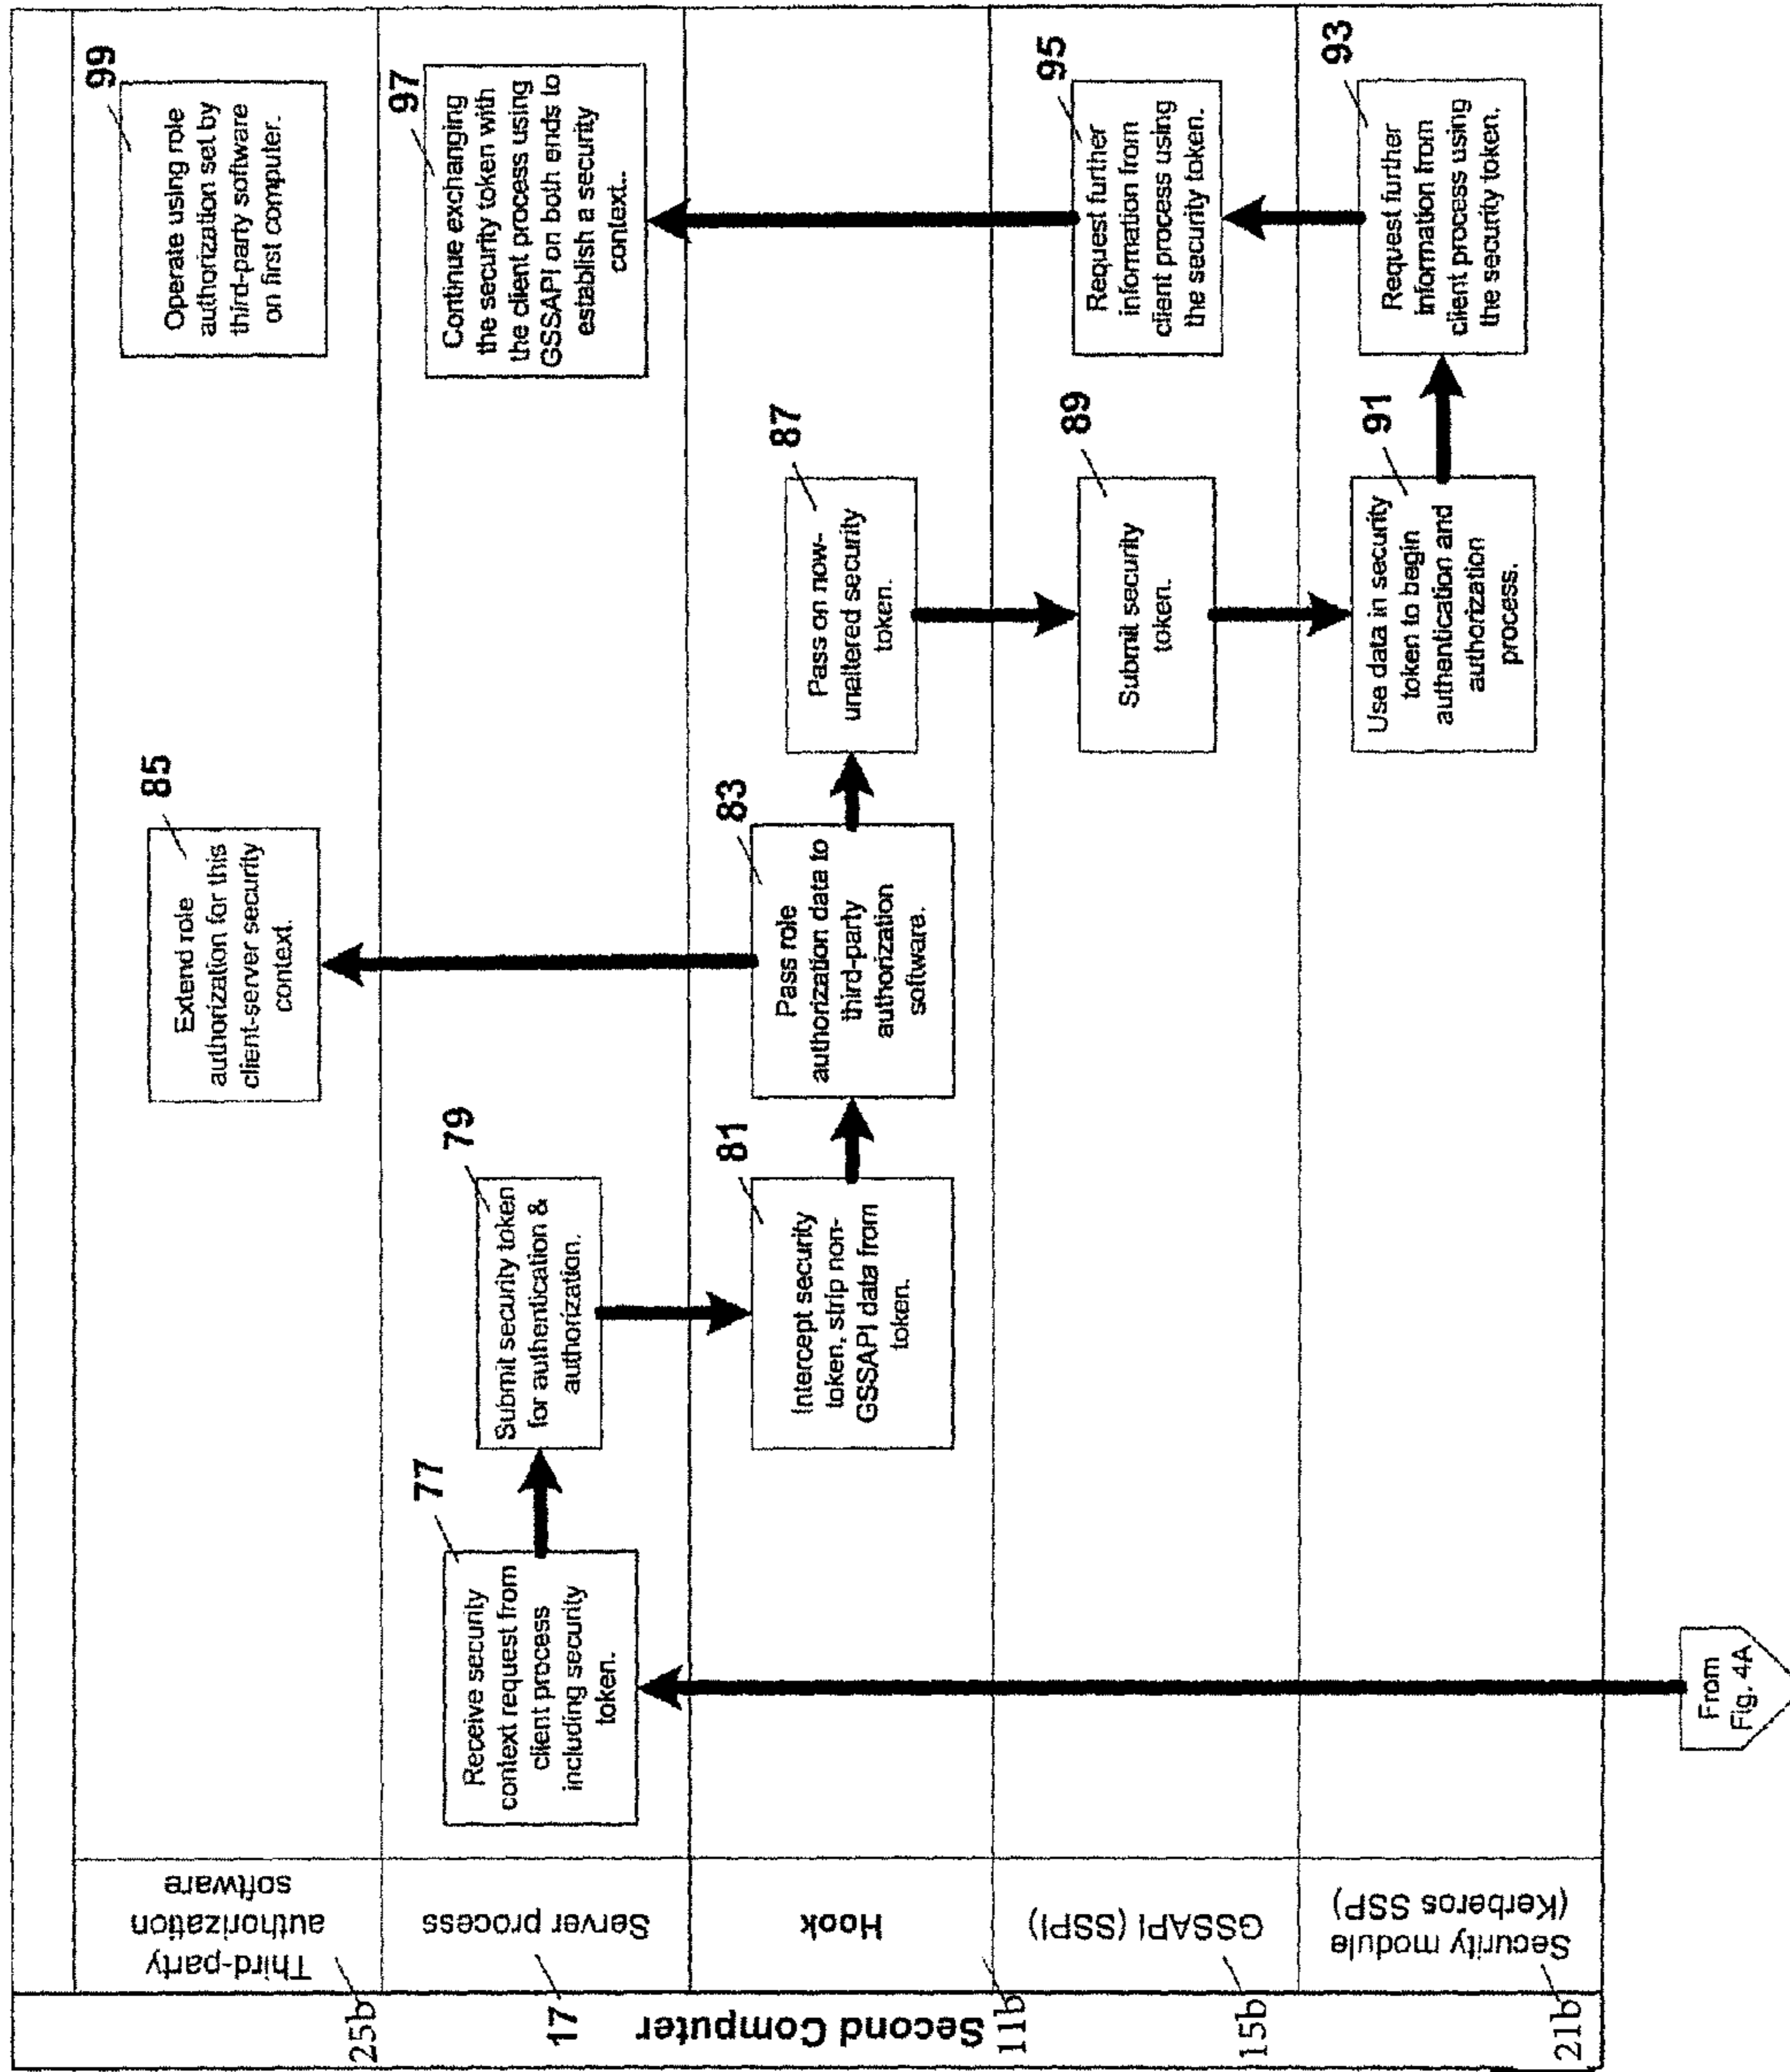 Second Computer
Third-party
authorization
software
25b
Server process
17
Hook
11b
GSSAPI (SSPI)
15b
Security module
(Kerberos SSP)
21b
From
Fig. 4A
77
Receive security
context request from
client process
including security
token.
79
Submit security token
for authentication &
authorization.
81
Intercept security
token, strip non-
GSSAPI data from
token.
83
Pass role
authorization data to
third-party
authorization
software.
85
Extend role
authorization for this
client-server security
context.
87
Pass on now-
unaltered security
token.
89
Submit security
token.
91
Use data in security
token to begin
authentication and
authorization
process.
93
Request further
information from
client process using
the security token.
95
Request further
information from
client process using
the security token.
97
Continue exchanging
the security token with
the client process using
GSSAPI on both ends to
establish a security
context..
99
Operate using role
authorization set by
third-party software
on first computer.